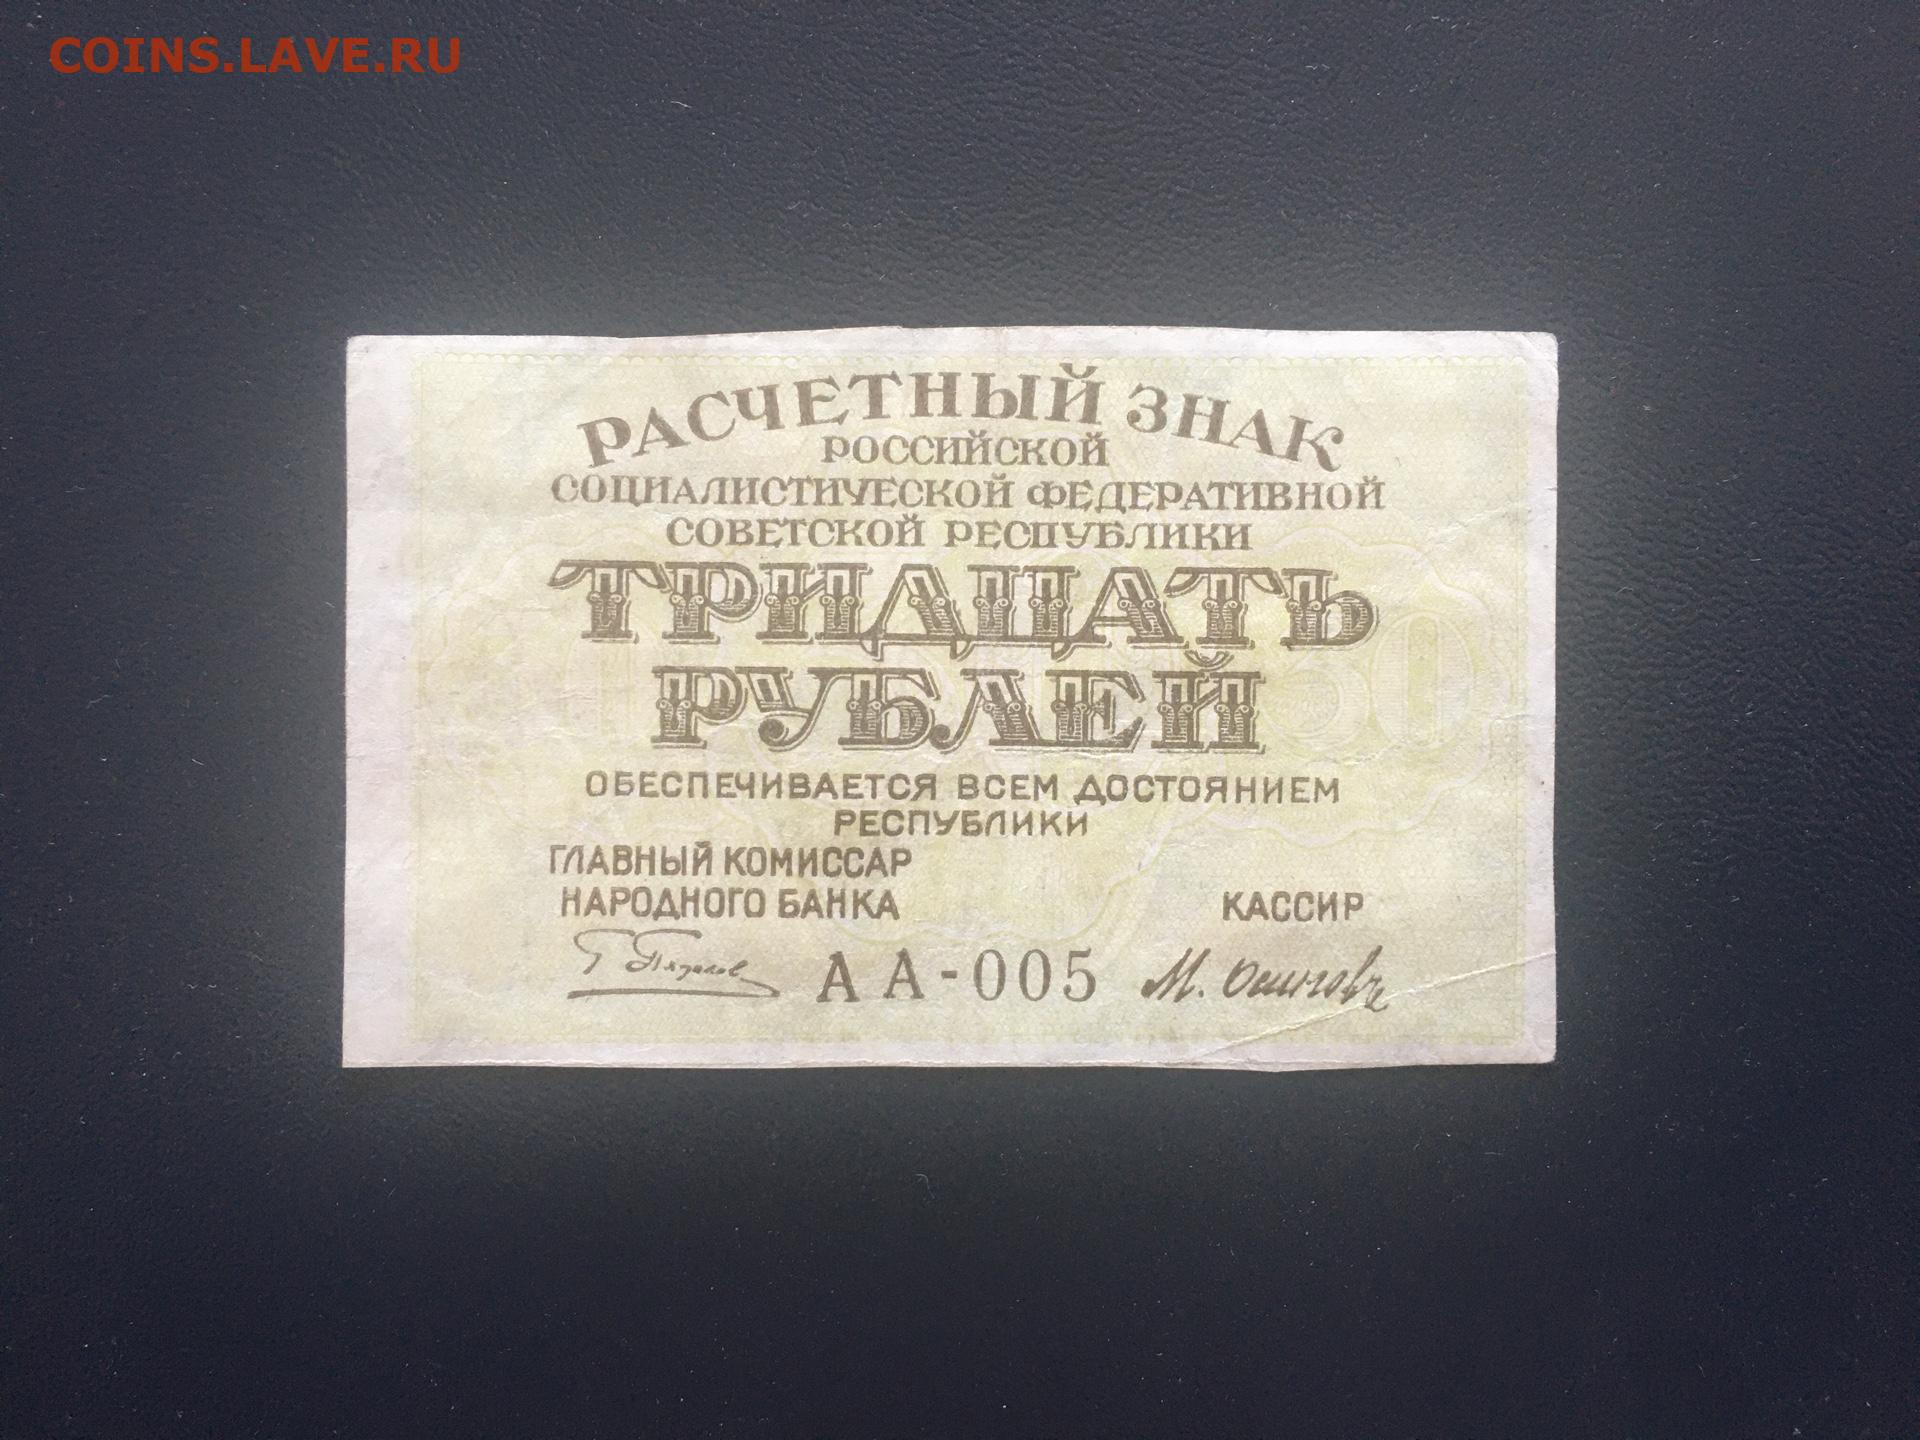 COINS.LAVE.RU
РАСЧЕТНЫЙ ЗНАК
РОССИЙСКОЙ
СОЦИАЛИСТИЧЕСКОЙ ФЕДЕРАТИВНОЙ
СОВЕТСКОЙ РЕСПУБЛИКИ
ТРИДЦАТЬ
РУБЛЕЙ
30
ОБЕСПЕЧИВАЕТСЯ ВСЕМ ДОСТОЯНИЕМ
РЕСПУБЛИКИ
ГЛАВНЫЙ КОМИССАР
НАРОДНОГО БАНКА
КАССИР
АА-005